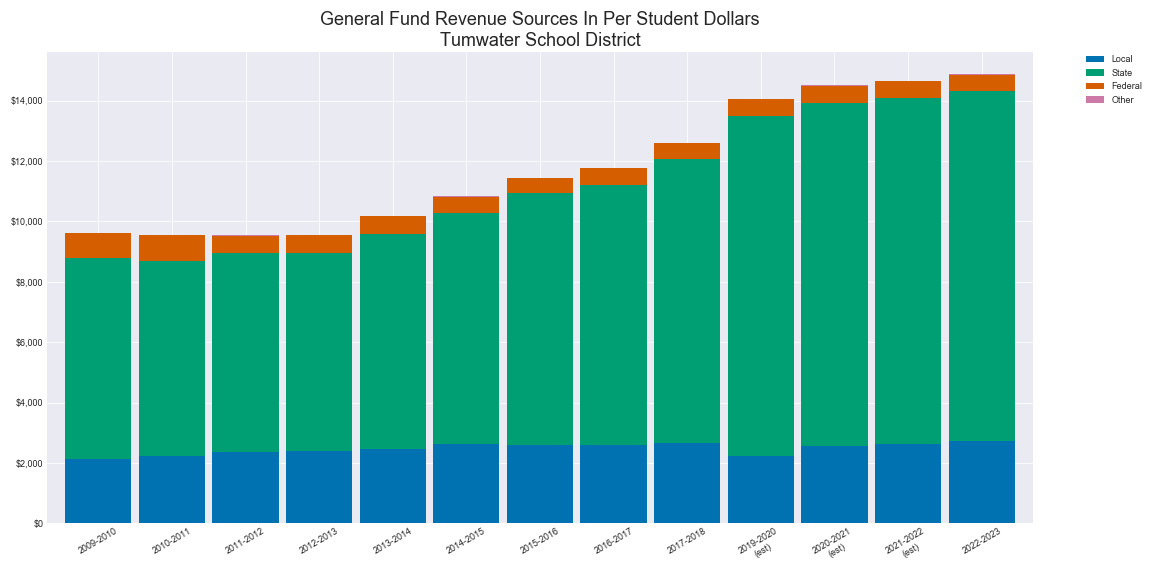 General Fund Revenue Sources In Per Student Dollars
Tumwater School District
Local
State
Federal
Other
$14,000
$12,000
$10,000
$8,000
$6,000
$4,000
$2,000
$0
2009-2010
2010-2011
2011-2012
2012-2013
2013-2014
2014-2015
2015-2016
2016-2017
2017-2018
2019-2020
(est)
2020-2021
(est)
2021-2022
(est)
2022-2023